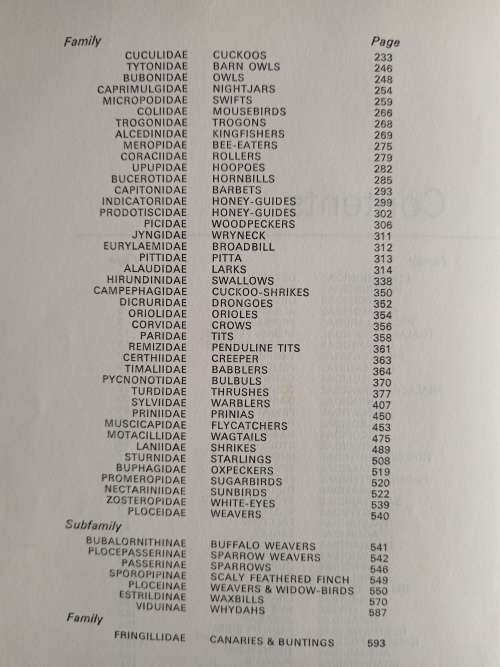 Family Page
CUCULIDAE CUCKOOS 233
TYTONIDAE BARN OWLS 246
BUBONIDAE OWLS 248
CAPRIMULGIDAE NIGHTJARS 254
MICROPODIDAE SWIFTS 259
COLIIDAE MOUSEBIRDS 266
TROGONIDAE TROGONS 268
ALCEDINIDAE KINGFISHERS 269
MEROPIDAE BEE-EATERS 275
CORACIIDAE ROLLERS 279
UPUPIDAE HOOPOES 282
BUCEROTIDAE HORNBILLS 285
CAPITONIDAE BARBETS 293
INDICATORIDAE HONEY-GUIDES 299
PRODOTISCIDAE HONEY-GUIDES 302
PICIDAE WOODPECKERS 306
JYNGIDAE WRYNECK 311
EURYLAEMIDAE BROADBILL 312
PITTIDAE PITTA 313
ALAUDIDAE LARKS 314
HIRUNDINIDAE SWALLOWS 338
CAMPEPHAGIDAE CUCKOO-SHRIKES 350
DICRURIDAE DRONGOES 352
ORIOLIDAE ORIOLES 354
CORVIDAE CROWS 356
PARIDAE TITS 358
REMIZIDAE PENDULINE TITS 361
CERTHIIDAE CREEPER 363
TIMALIIDAE BABBLERS 364
PYCNONOTIDAE BULBULS 370
TURDIDAE THRUSHES 377
SYLVIIDAE WARBLERS 407
PRINIIDAE PRINIAS 450
MUSCICAPIDAE FLYCATCHERS 453
MOTACILLIDAE WAGTAILS 475
LANIIDAE SHRIKES 489
STURNIDAE STARLINGS 508
BUPHAGIDAE OXPECKERS 519
PROMEROPIDAE SUGARBIRDS 520
NECTARINIIDAE SUNBIRDS 522
ZOSTEROPIDAE WHITE-EYES 539
PLOCEIDAE WEAVERS 540
Subfamily
BUBALORNITHINAE BUFFALO WEAVERS 541
PLOCEPASSERINAE SPARROW WEAVERS 542
PASSERINAE SPARROWS 546
SPOROPIPINAE SCALY FEATHERED FINCH 549
PLOCEINAE WEAVERS & WIDOW-BIRDS 550
ESTRILDINAE WAXBILLS 570
VIDUINAE WHYDAHS 587
Family
FRINGILLIDAE CANARIES & BUNTINGS 593